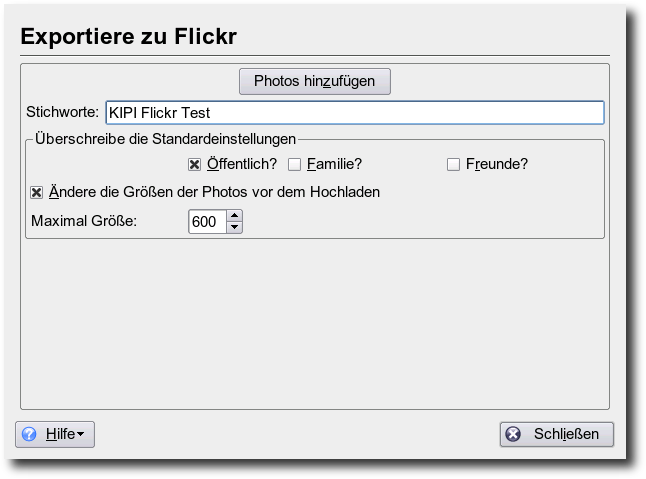 Exportiere zu Flickr
Photos hinzufügen
Stichworte: KIPI Flickr Test
Überschreibe die Standardeinstellungen
Öffentlich? Familie? Freunde?
Ändere die Größen der Photos vor dem Hochladen
Maximal Größe: 600
Hilfe Schließen